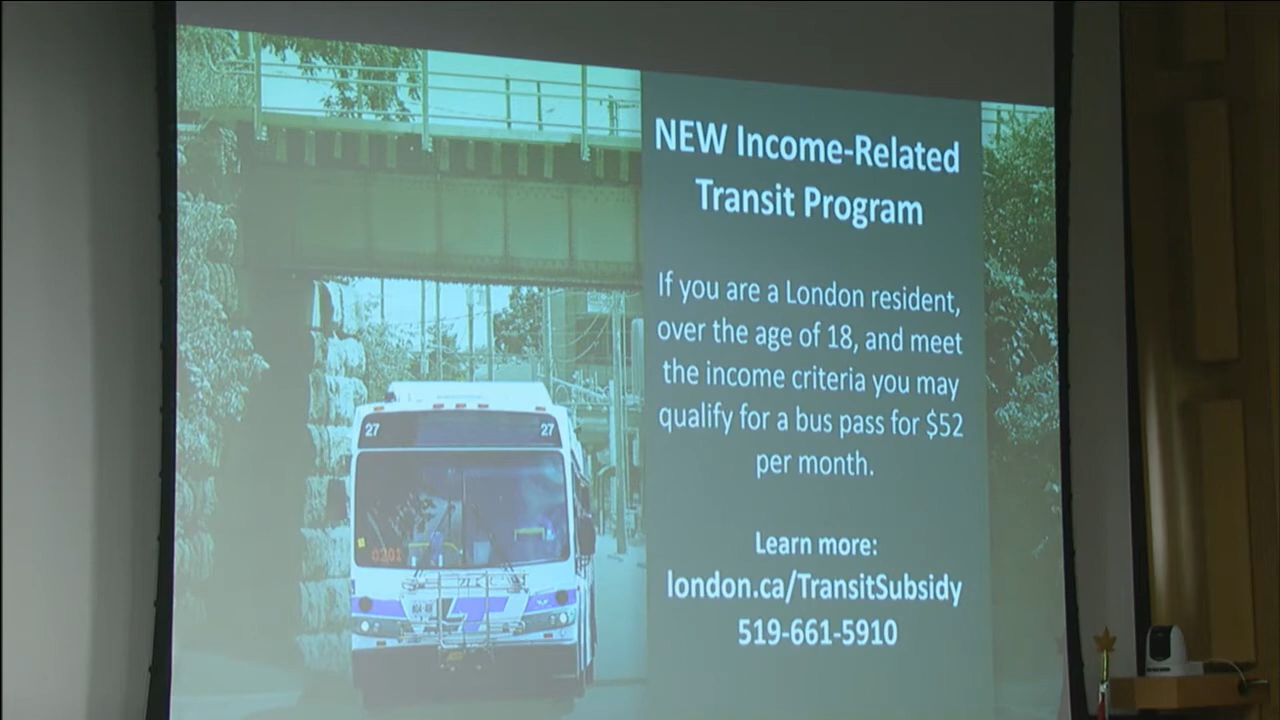 NEW Income-Related
Transit Program
If you are a London resident,
over the age of 18, and meet
the income criteria you may
qualify for a bus pass for $52
per month.
Learn more:
london.ca/TransitSubsidy
519-661-5910
27
27
0201